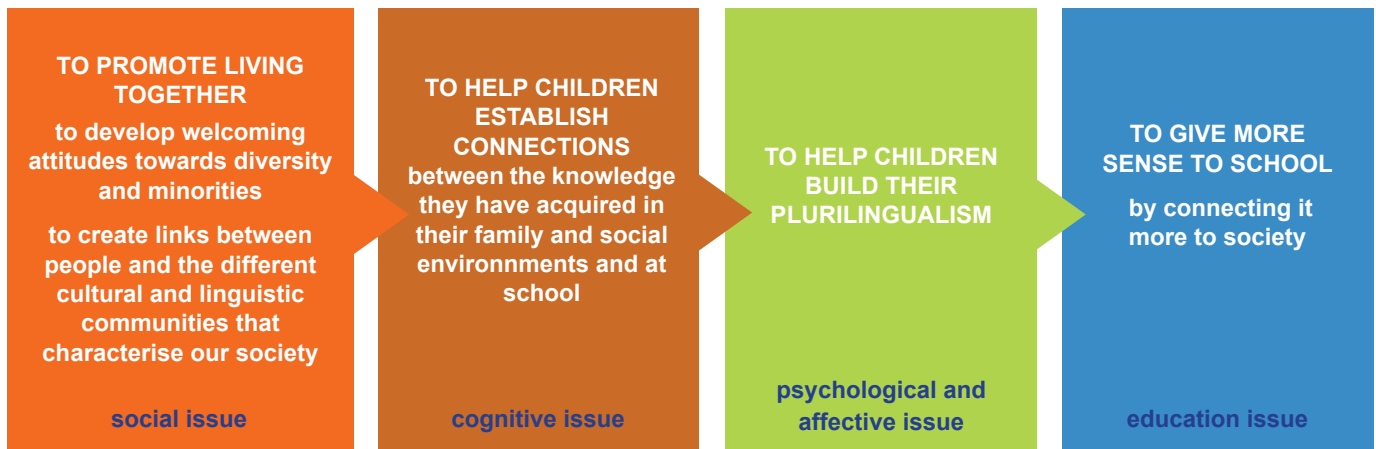 TO PROMOTE LIVING
TOGETHER
to develop welcoming
attitudes towards diversity
and minorities
to create links between
people and the different
cultural and linguistic
communities that
characterise our society
social issue
TO HELP CHILDREN
ESTABLISH
CONNECTIONS
between the knowledge
they have acquired in
their family and social
environnments and at
school
cognitive issue
TO HELP CHILDREN
BUILD THEIR
PLURILINGUALISM
psychological and
affective issue
TO GIVE MORE
SENSE TO SCHOOL
by connecting it
more to society
education issue